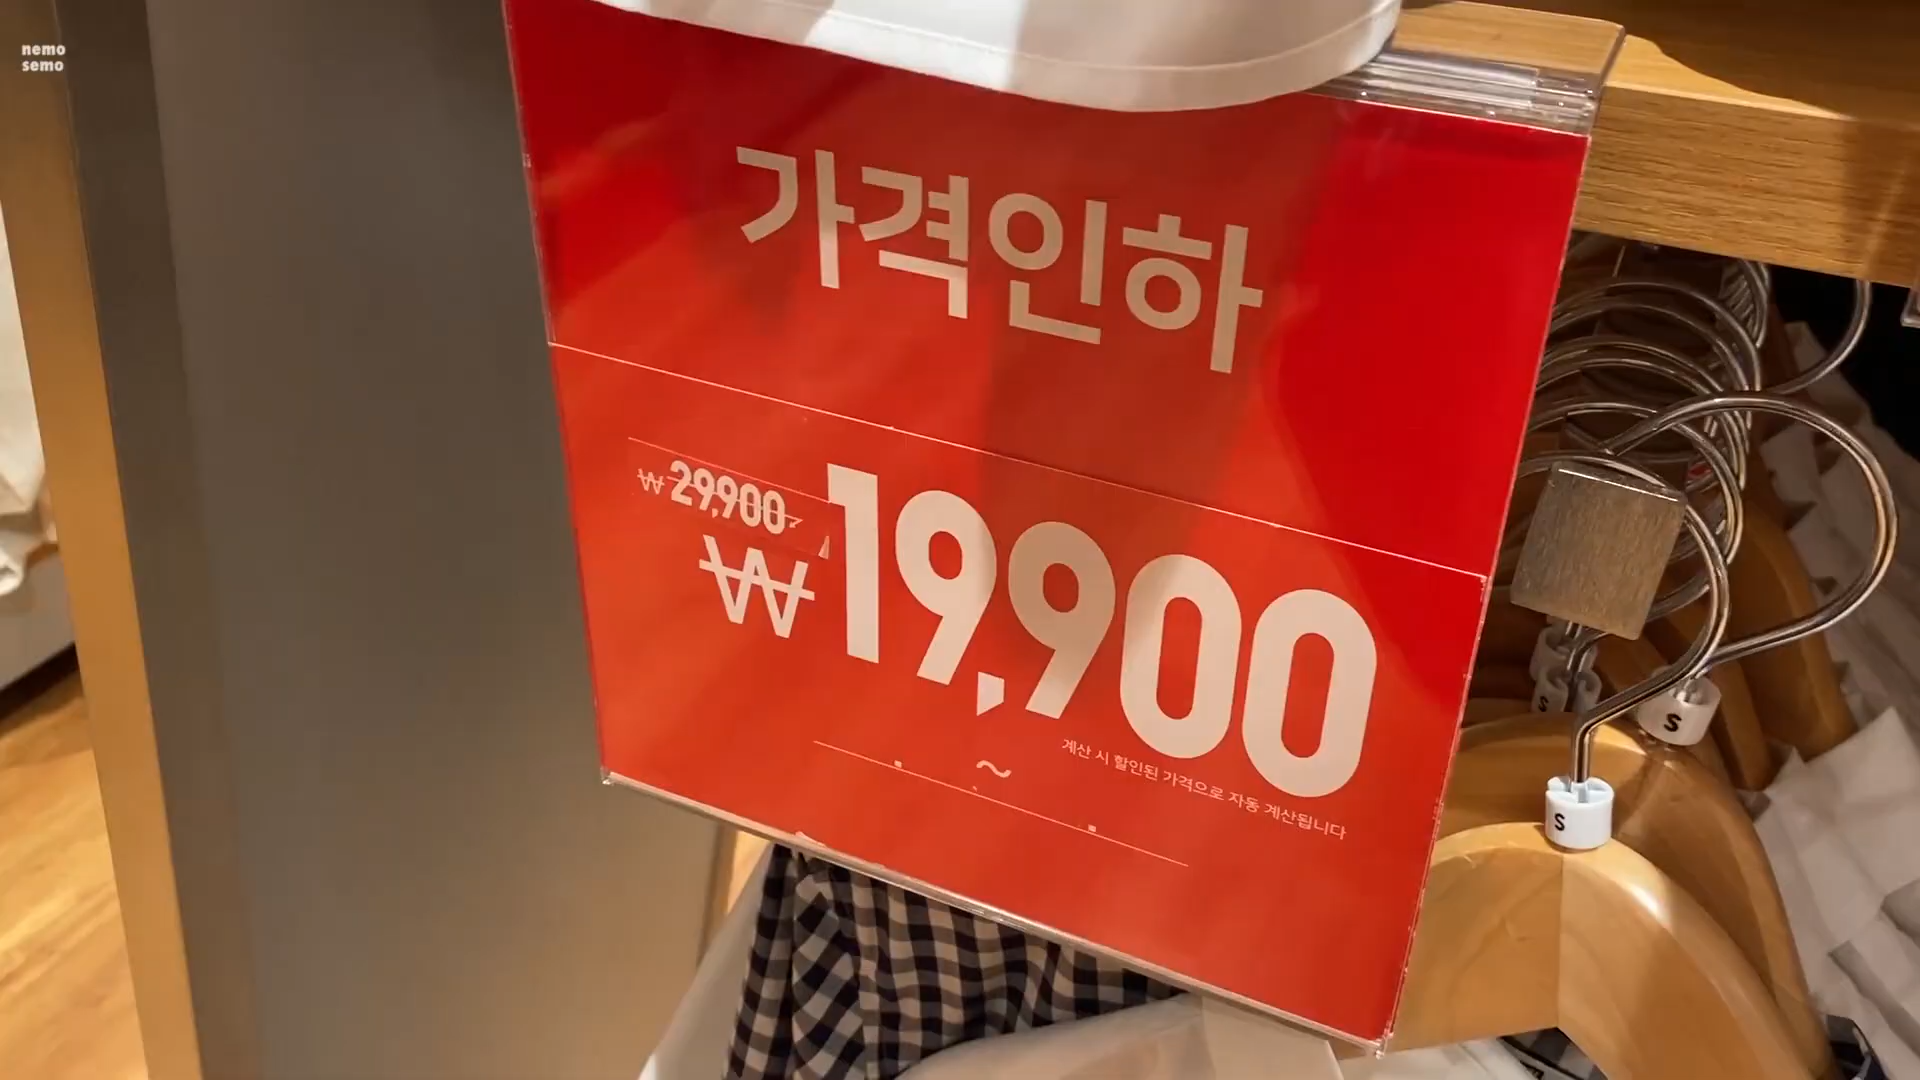 nemo
semo
가격인하
₩29,900-
₩19,900
계산 시 할인된 가격으로 자동 계산됩니다
~
S
S
S